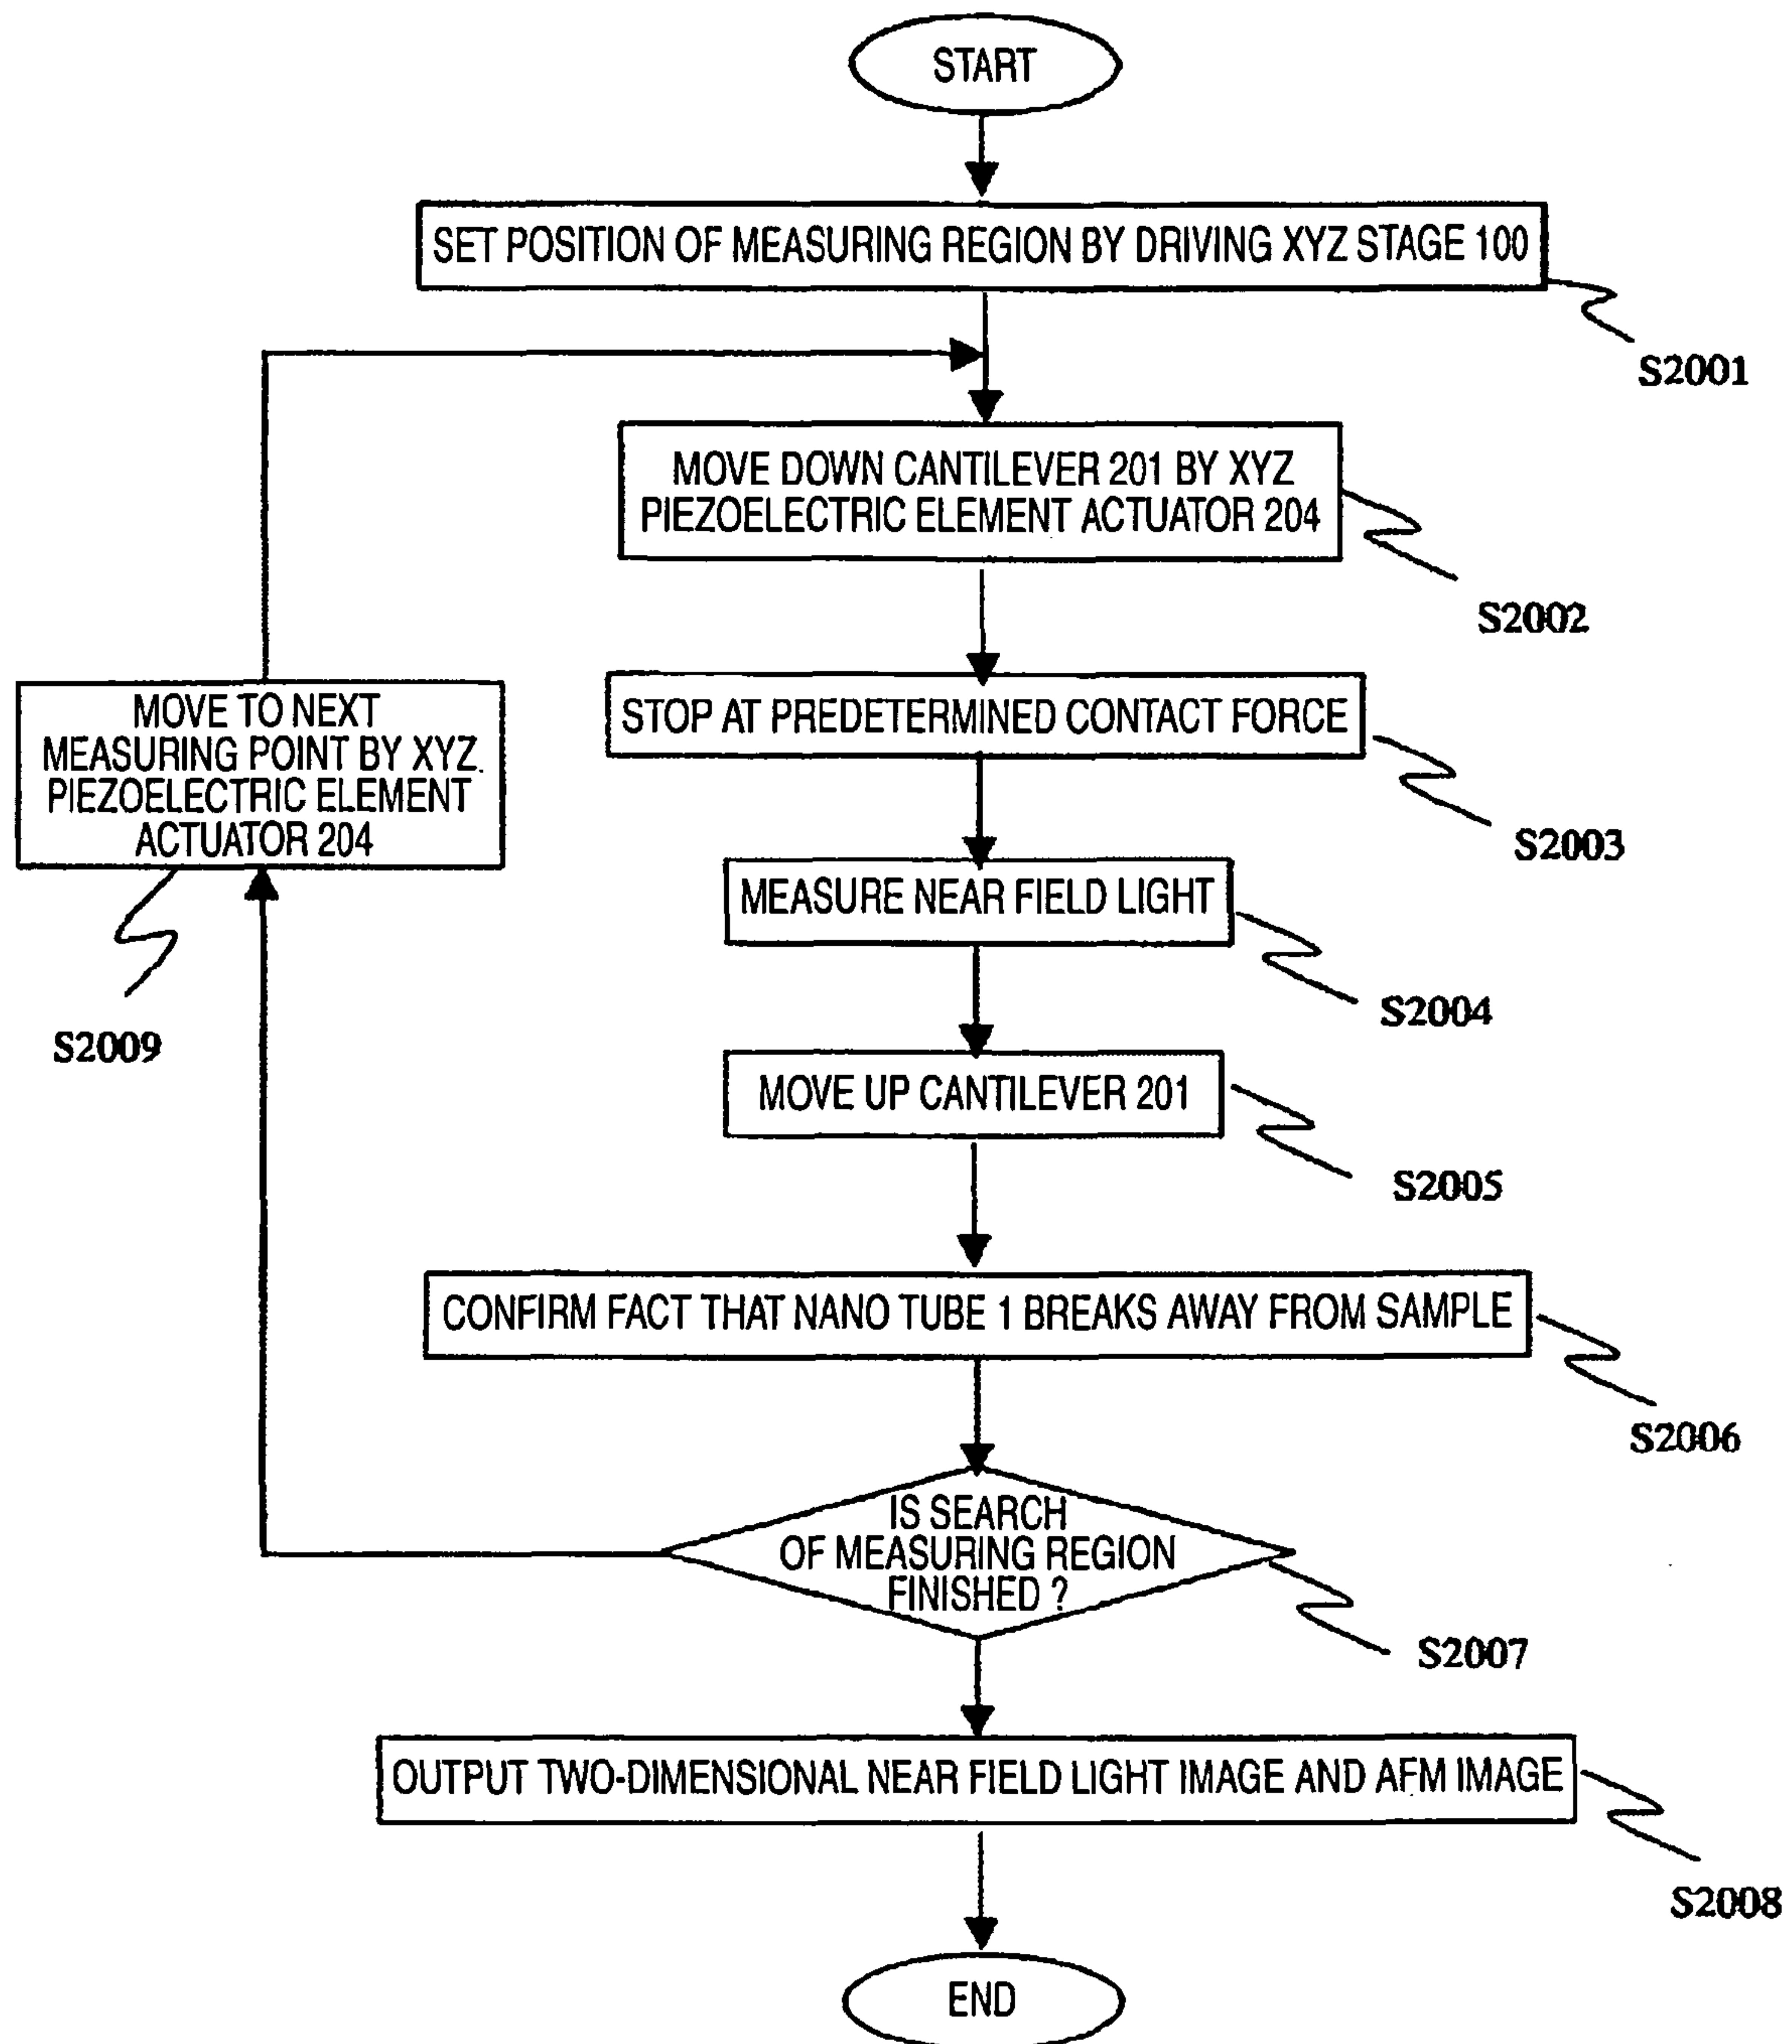 START
SET POSITION OF MEASURING REGION BY DRIVING XYZ STAGE 100
S2001
MOVE DOWN CANTILEVER 201 BY XYZ
PIEZOELECTRIC ELEMENT ACTUATOR 204
S2002
STOP AT PREDETERMINED CONTACT FORCE
S2003
MEASURE NEAR FIELD LIGHT
S2004
MOVE UP CANTILEVER 201
S2005
CONFIRM FACT THAT NANO TUBE 1 BREAKS AWAY FROM SAMPLE
S2006
IS SEARCH
OF MEASURING REGION
FINISHED ?
S2007
MOVE TO NEXT
MEASURING POINT BY XYZ
PIEZOELECTRIC ELEMENT
ACTUATOR 204
S2009
OUTPUT TWO-DIMENSIONAL NEAR FIELD LIGHT IMAGE AND AFM IMAGE
S2008
END